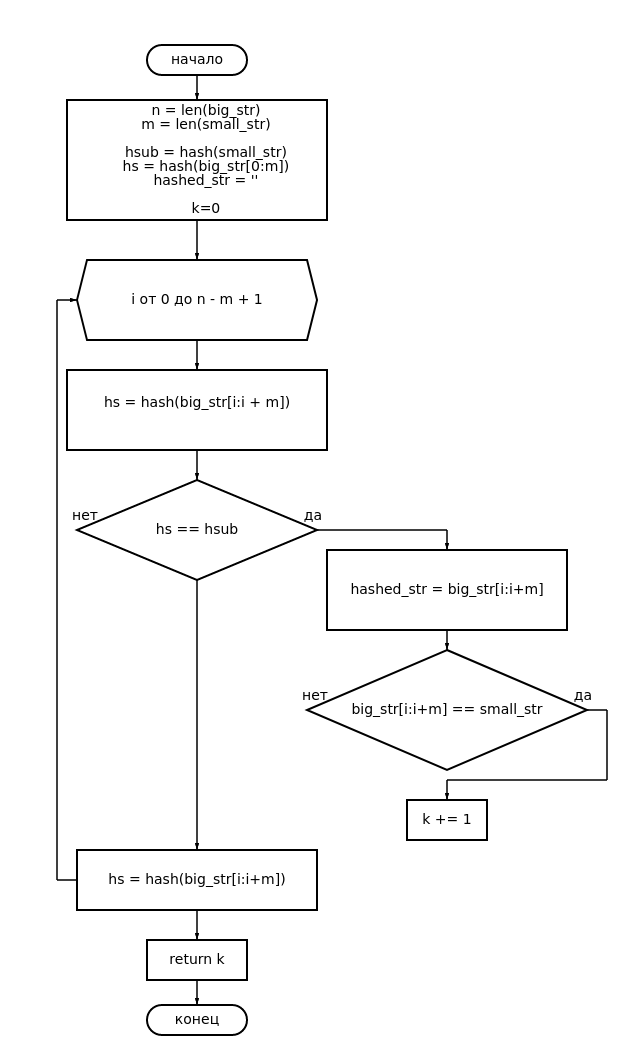 начало
n = len(big_str)
m = len(small_str)
hsub = hash(small_str)
hs = hash(big_str[0:m])
hashed_str = ''
k=0
i от 0 до n - m + 1
hs = hash(big_str[i:i + m])
нет
да
hs == hsub
hashed_str = big_str[i:i+m]
нет
да
big_str[i:i+m] == small_str
k += 1
hs = hash(big_str[i:i+m])
return k
конец